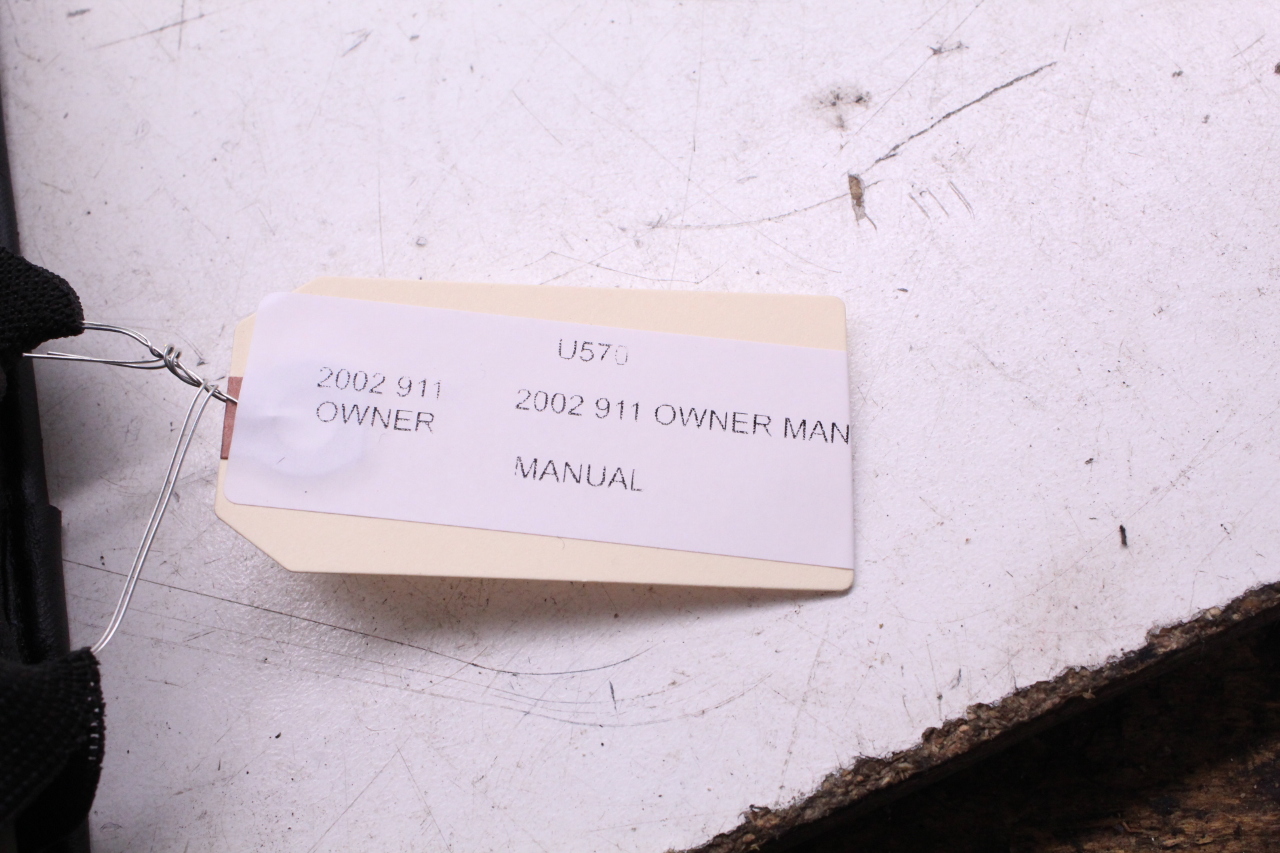 U570
2002 911
OWNER
2002 911 OWNER MAN
MANUAL